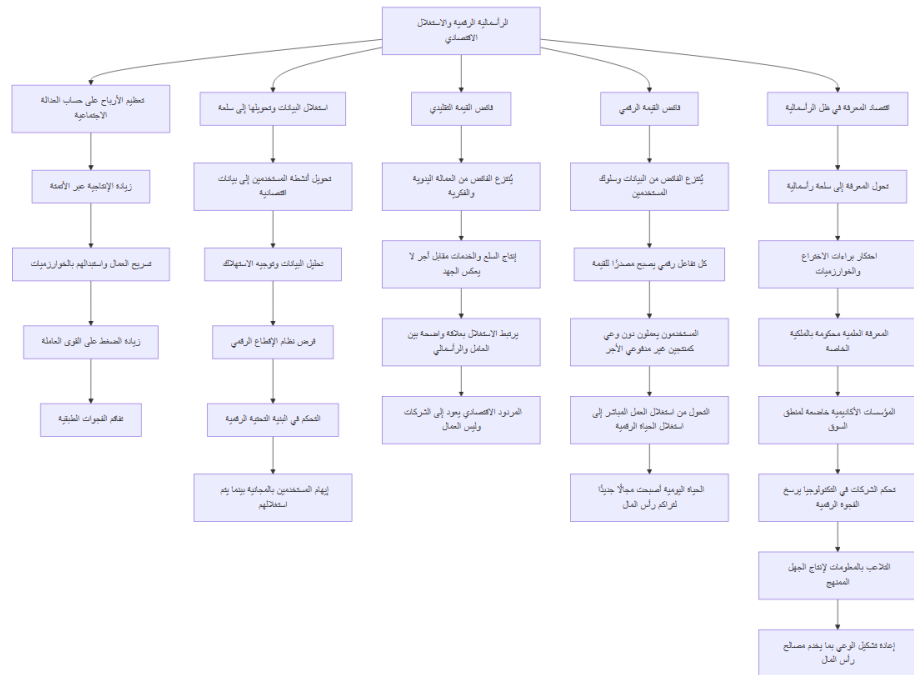 الرأسمالية الرقمية والاستغلال
الاقتصادي
تعظيم الأرباح على حساب العدالة
الاجتماعية
زيادة الإنتاجية عبر الأتمتة
تسريح العمال واستبدالهم بالخوارزميات
زيادة الضغط على القوى العاملة
تفاقم الفجوات الطبقية
استغلال البيانات وتحويلها إلى سلعة
تحويل أنشطة المستخدمين إلى بيانات
اقتصادية
تحليل البيانات وتوجيه الاستهلاك
فرض نظام الإقطاع الرقمي
التحكم في البنية التحتية الرقمية
إيهام المستخدمين بالمجانية بينما يتم
استغلالهم
فائض القيمة التقليدي
يُنتزع الفائض من العمالة اليدوية
والفكرية
إنتاج السلع والخدمات مقابل أجر لا
يعكس الجهد
يرتبط الاستغلال بعلاقة واضحة بين
العامل والرأسمالي
المردود الاقتصادي يعود إلى الشركات
وليس العمال
فائض القيمة الرقمي
يُنتزع الفائض من البيانات وسلوك
المستخدمين
كل تفاعل رقمي يصبح مصدرًا للقيمة
المستخدمون يعملون دون وعي
كمنتجين غير مدفوعي الأجر
التحول من استغلال العمل المباشر إلى
استغلال الحياة الرقمية
الحياة اليومية أصبحت مجالًا جديدًا
لتراكم رأس المال
اقتصاد المعرفة في ظل الرأسمالية
تحول المعرفة إلى سلعة رأسمالية
احتكار براءات الاختراع
والخوارزميات
المعرفة العلمية محكومة بالملكية
الخاصة
المؤسسات الأكاديمية خاضعة لمنطق
السوق
تحكم الشركات في التكنولوجيا يرسخ
الفجوة الرقمية
التلاعب بالمعلومات لإنتاج الجهل
الممنهج
إعادة تشكيل الوعي بما يخدم مصالح
رأس المال